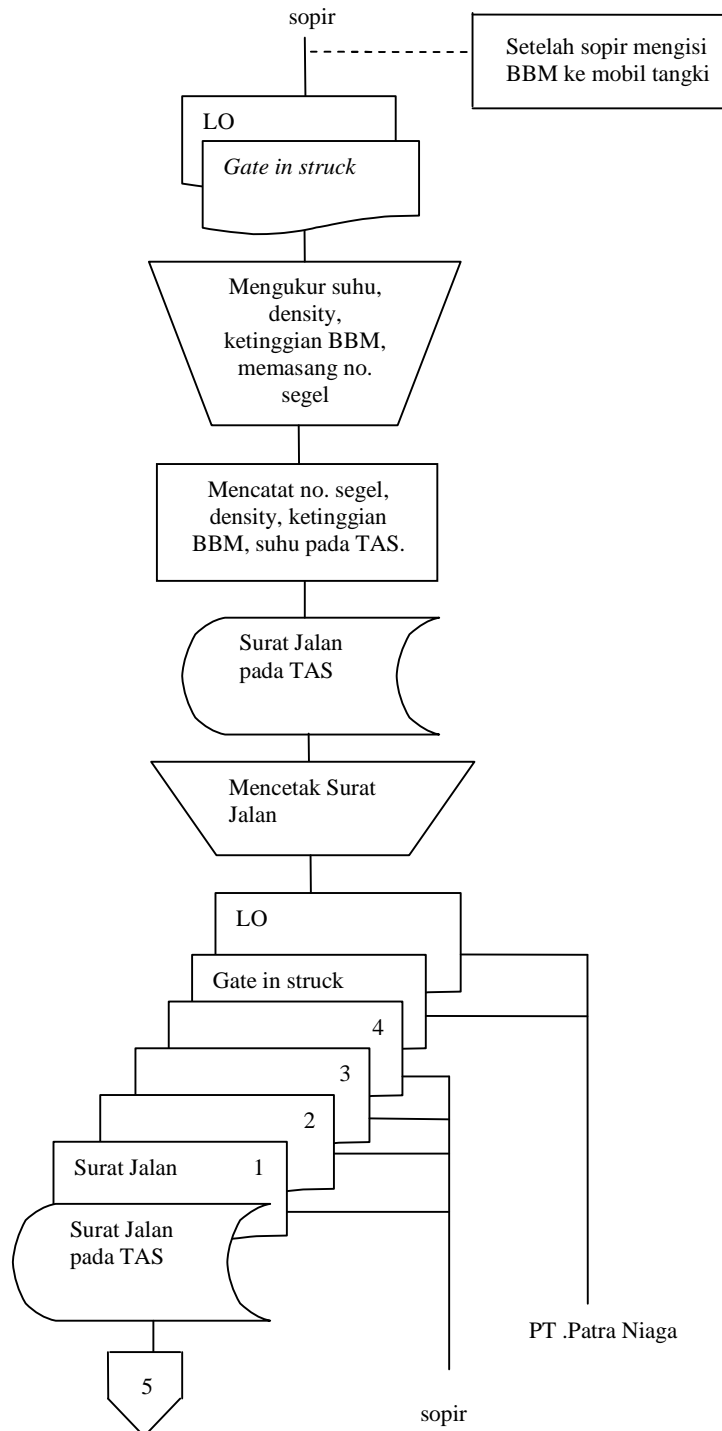 sopir
Setelah sopir mengisi
BBM ke mobil tangki
LO
Gate in struck
Mengukur suhu,
density,
ketinggian BBM,
memasang no.
segel
Mencatat no. segel,
density, ketinggian
BBM, suhu pada TAS.
Surat Jalan
pada TAS
Mencetak Surat
Jalan
LO
Gate in struck
4
3
2
Surat Jalan 1
Surat Jalan
pada TAS
PT .Patra Niaga
5
sopir